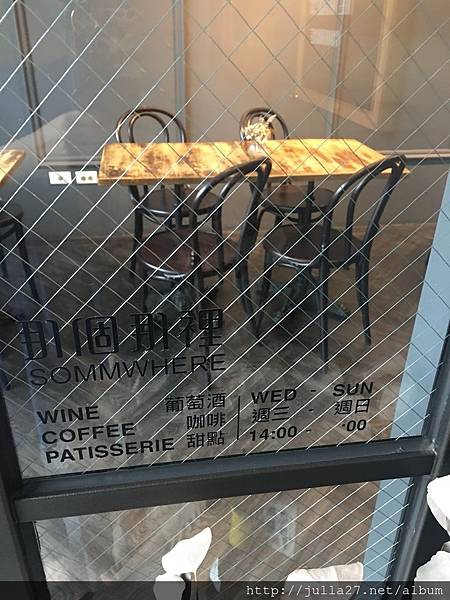 那個那裡
SOMMWHERE
WINE 葡萄酒
COFFEE 咖啡
PATISSERIE 甜點
WED - SUN
週三 - 週日
14:00 - :00
http://julla27.net/album